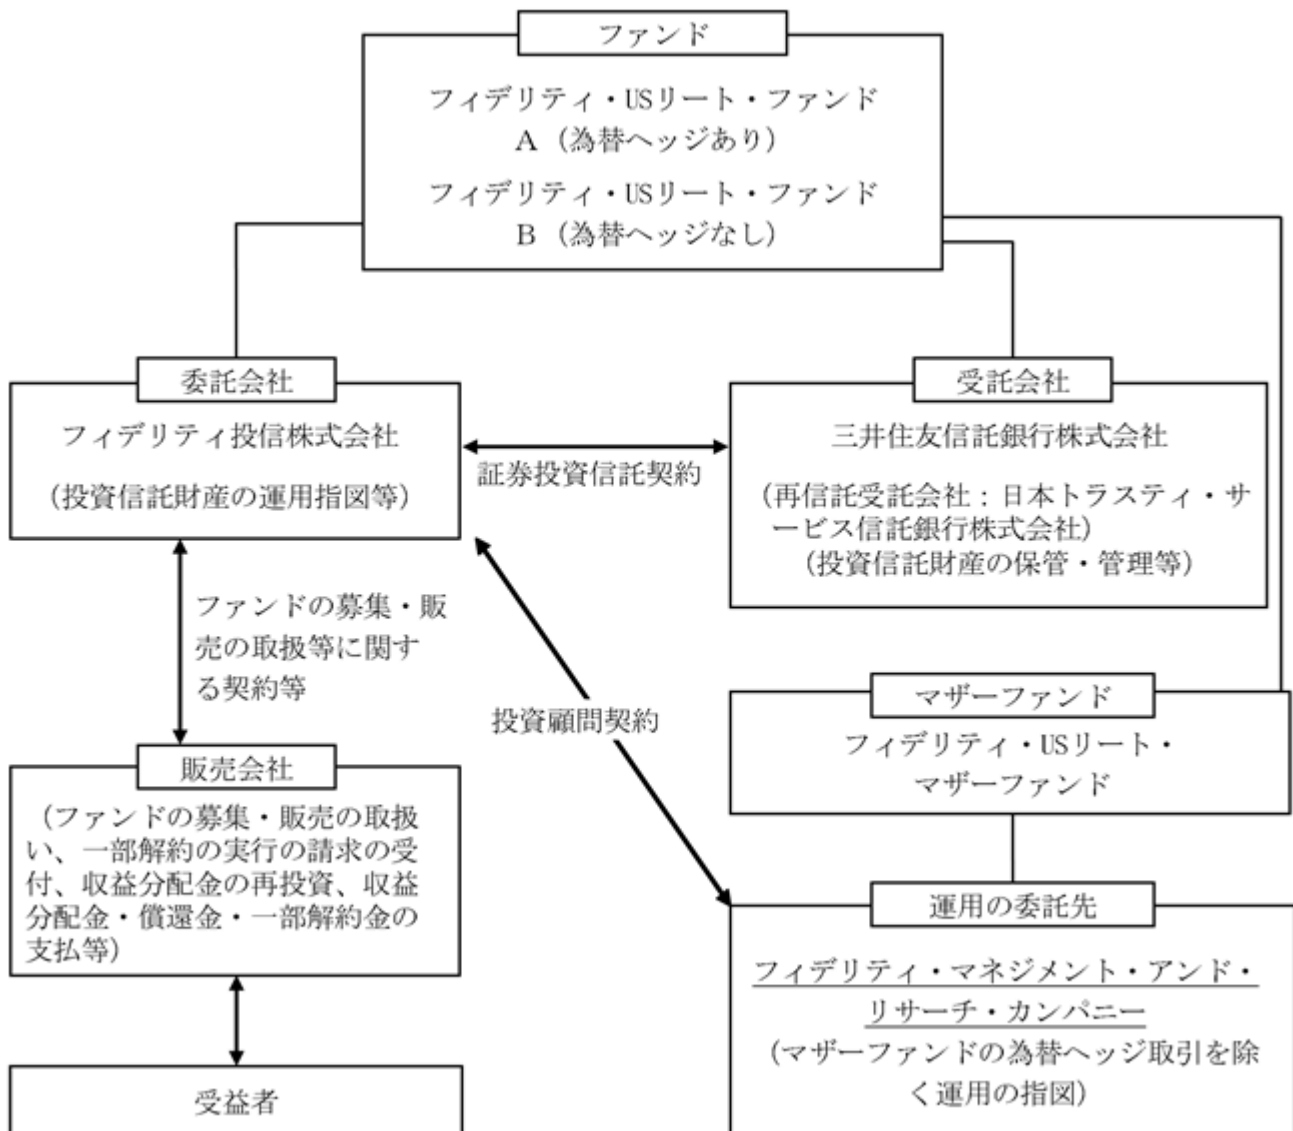 ファンド
フィデリティ・USリート・ファンド
A（為替ヘッジあり）
フィデリティ・USリート・ファンド
B（為替ヘッジなし）
委託会社
フィデリティ投信株式会社
（投資信託財産の運用指図等）
証券投資信託契約
受託会社
三井住友信託銀行株式会社
（再信託受託会社：日本トラスティ・サ
ービス信託銀行株式会社）
（投資信託財産の保管・管理等）
ファンドの募集・販
売の取扱等に関す
る契約等
投資顧問契約
マザーファンド
フィデリティ・USリート・
マザーファンド
販売会社
（ファンドの募集・販売の取扱
い、一部解約の実行の請求の受
付、収益分配金の再投資、収益
分配金・償還金・一部解約金の
支払等）
運用の委託先
フィデリティ・マネジメント・アンド・
リサーチ・カンパニー
（マザーファンドの為替ヘッジ取引を除
く運用の指図）
受益者